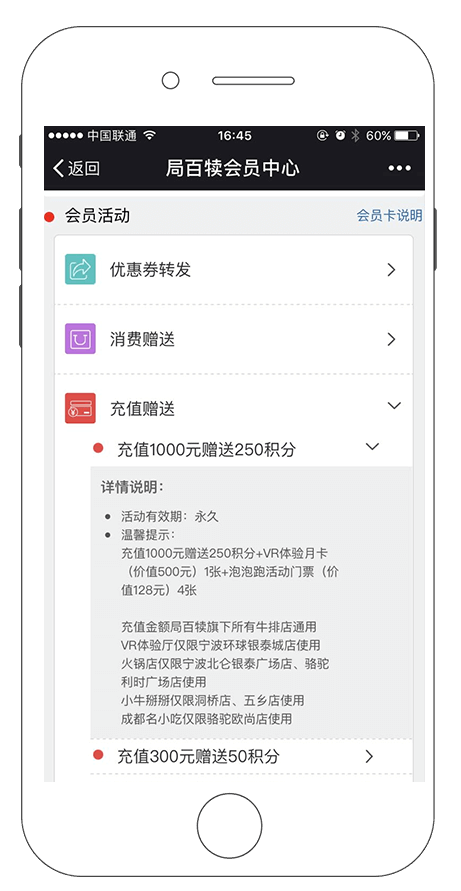 中国联通 16:45 60%
返回 局百犊会员中心
会员活动 会员卡说明
优惠券转发
消费赠送
充值赠送
充值1000元赠送250积分
详情说明：
• 活动有效期：永久
• 温馨提示：
充值1000元赠送250积分+VR体验月卡
（价值500元）1张+泡泡跑活动门票（价
值128元）4张
充值金额局百犊旗下所有牛排店通用
VR体验厅仅限宁波环球银泰城店使用
火锅店仅限宁波北仑银泰广场店、骆驼
利时广场店使用
小牛掰掰仅限洞桥店、五乡店使用
成都名小吃仅限骆驼欧尚店使用
充值300元赠送50积分